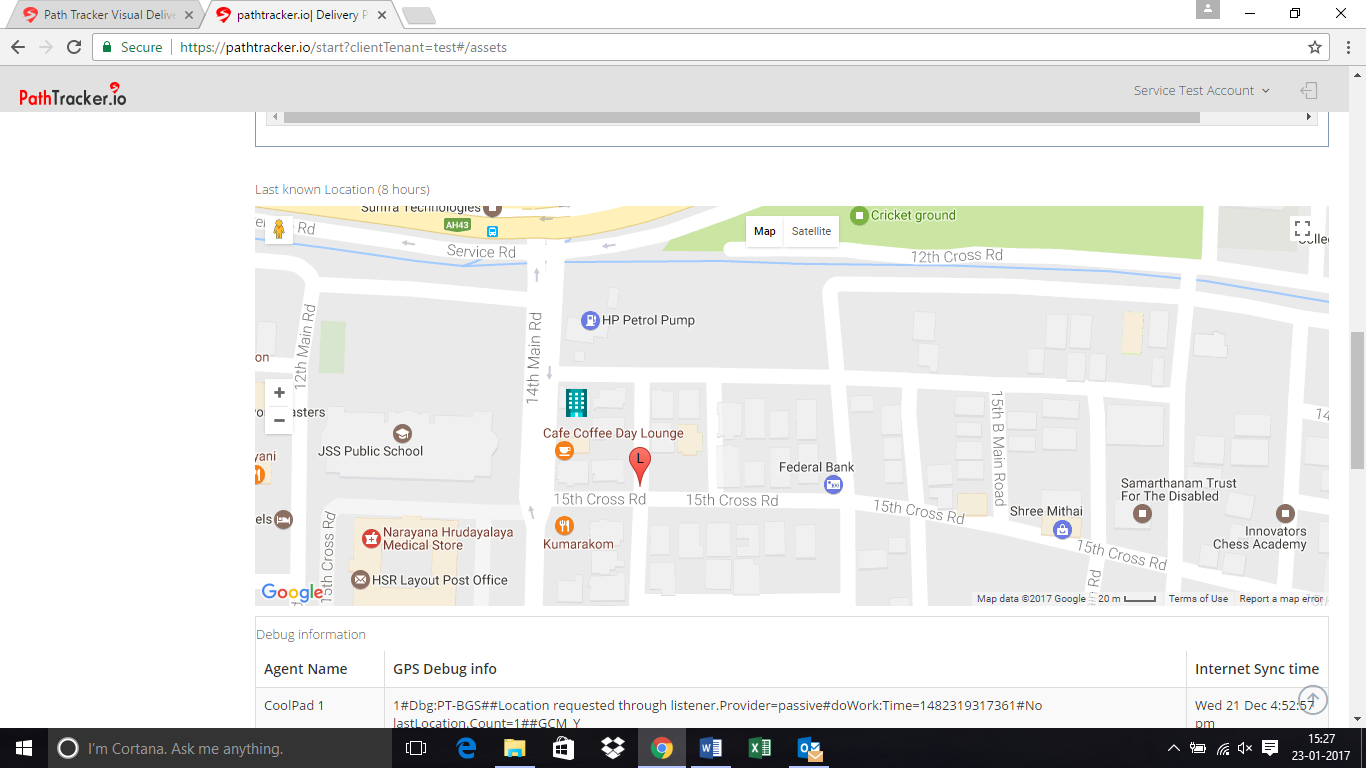 Path Tracker Visual Delive
pathtracker.io| Delivery P
Secure
https://pathtracker.io/start?clientTenant=test#/assets
PathTracker.io
Service Test Account
Last known Location (8 hours)
Sumra Technologies
AH43
Service Rd
Rd
Map
Satellite
Cricket ground
12th Cross Rd
HP Petrol Pump
12th Main Rd
14th Main Rd
on
asters
Cafe Coffee Day Lounge
JSS Public School
yani
L
15th B Main Road
14
Federal Bank
15th Cross Rd
15th Cross Rd
15th Cross Rd
Samarthanam Trust
For The Disabled
Shree Mithai
els
Narayana Hrudayalaya
Medical Store
Kumarakom
15th Cross Rd
Innovators
Chess Academy
15th Cross Rd
HSR Layout Post Office
Rd
Google
Map data ©2017 Google
20 m
Terms of Use
Report a map error
Debug information
Agent Name
GPS Debug info
Internet Sync time
CoolPad 1
1#Dbg:PT-BGS##Location requested through listener.Provider=passive#doWork:Time=1482319317361#No
lastLocation.Count=1##GCM_Y
Wed 21 Dec 4:52:57
pm
I'm Cortana. Ask me anything.
15:27
23-01-2017